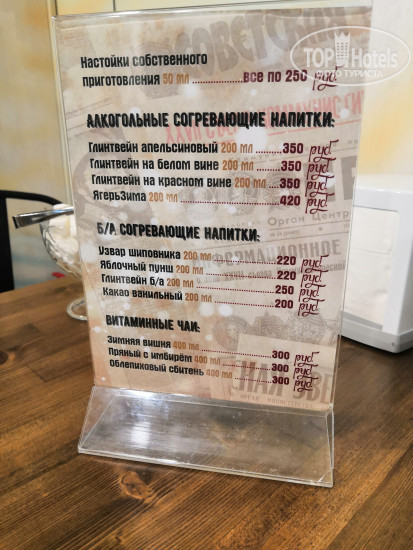 TOP Hotels
ФОТО ТУРИСТА
Настойки собственного
приготовления 50 мл ..............все по 250 руб
АЛКОГОЛЬНЫЕ СОГРЕВАЮЩИЕ НАПИТКИ:
Глинтвейн апельсиновый 200 мл ..........350 руб
Глинтвейн на белом вине 200 мл ..........350 руб
Глинтвейн на красном вине 200 мл .......350 руб
ЯгерЗима 200 мл ..........................420 руб
Б/А СОГРЕВАЮЩИЕ НАПИТКИ:
Узвар шиповника 200 мл ...............220 руб
Яблочный пунш 200 мл ................220 руб
Глинтвейн б/а 200 мл .................250 руб
Какао ванильный 200 мл ..............200 руб
ВИТАМИННЫЕ ЧАИ:
Зимняя вишня 400 мл .................300 руб
Пряный с имбирём 400 мл ............300 руб
Облепиховый сбитень 400 мл .........300 руб